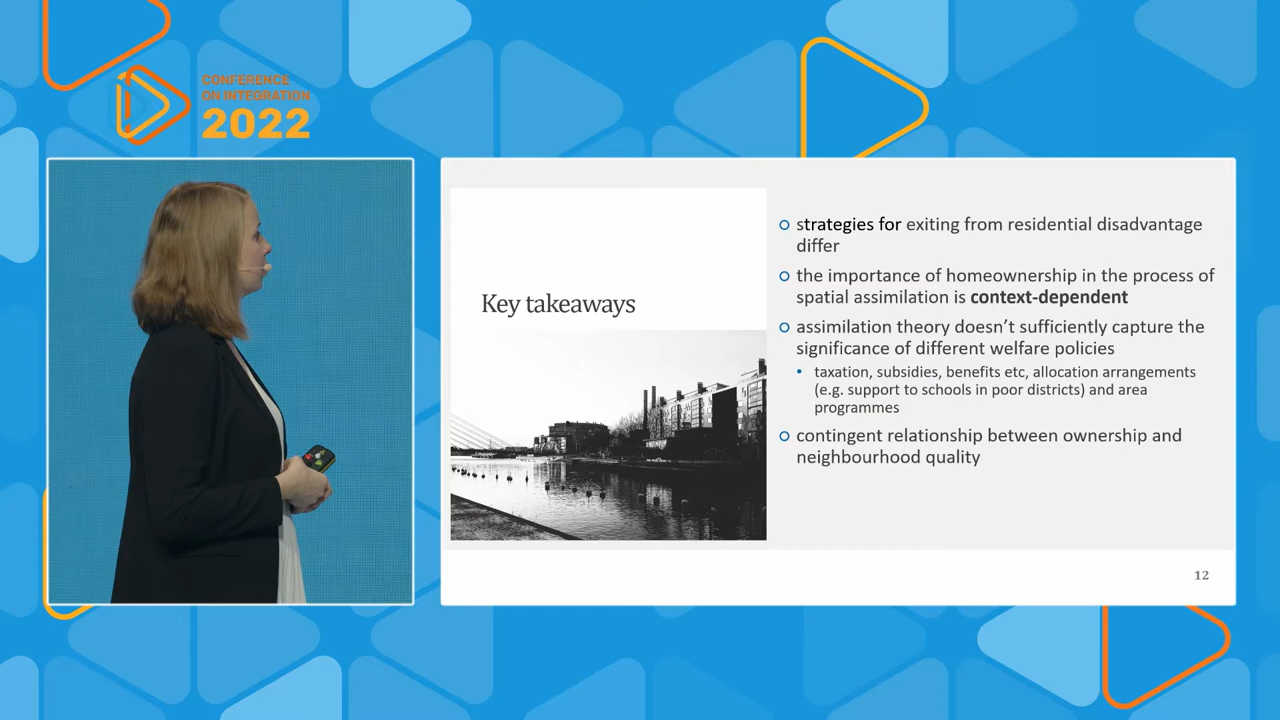 CONFERENCE
ON INTEGRATION
2022
Key takeaways
strategies for exiting from residential disadvantage
differ
the importance of homeownership in the process of
spatial assimilation is context-dependent
assimilation theory doesn't sufficiently capture the
significance of different welfare policies
taxation, subsidies, benefits etc, allocation arrangements
(e.g. support to schools in poor districts) and area
programmes
contingent relationship between ownership and
neighbourhood quality
12